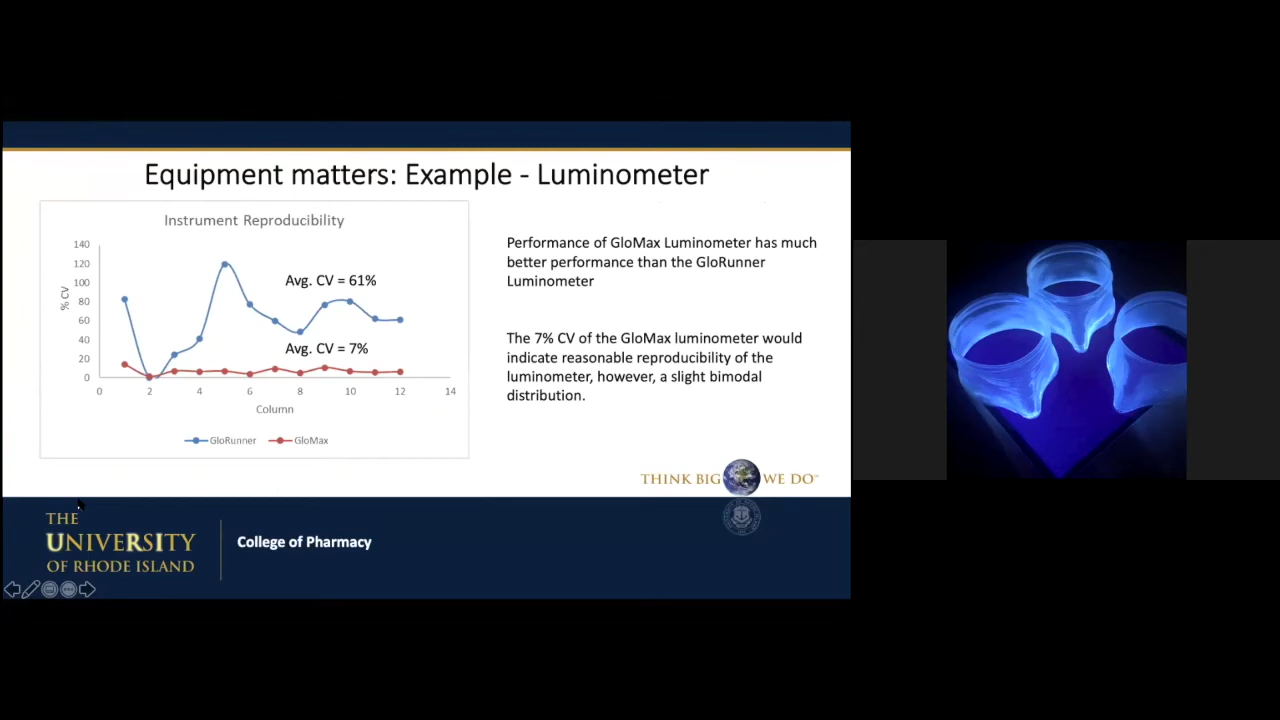 Equipment matters: Example - Luminometer
Instrument Reproducibility
140
120
100
80
60
40
20
0
% CV
Avg. CV = 61%
Avg. CV = 7%
0 2 4 6 8 10 12 14
Column
GloRunner GloMax
Performance of GloMax Luminometer has much
better performance than the GloRunner
Luminometer
The 7% CV of the GloMax luminometer would
indicate reasonable reproducibility of the
luminometer, however, a slight bimodal
distribution.
THINK BIG WE DO™
THE
UNIVERSITY
OF RHODE ISLAND
College of Pharmacy